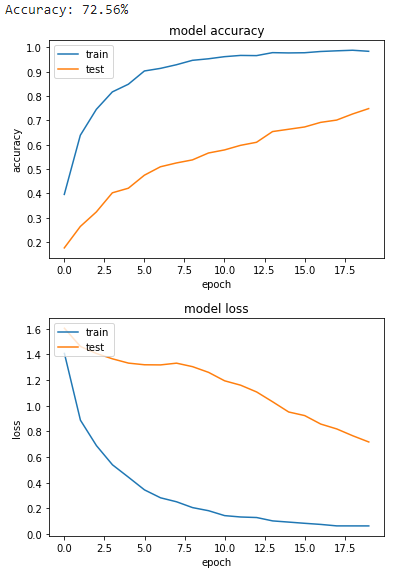 Accuracy: 72.56%
model accuracy
1.0
0.9
0.8
0.7
0.6
0.5
0.4
0.3
0.2
accuracy
train
test
0.0 2.5 5.0 7.5 10.0 12.5 15.0 17.5
epoch
model loss
1.6
1.4
1.2
1.0
0.8
0.6
0.4
0.2
0.0
loss
train
test
0.0 2.5 5.0 7.5 10.0 12.5 15.0 17.5
epoch